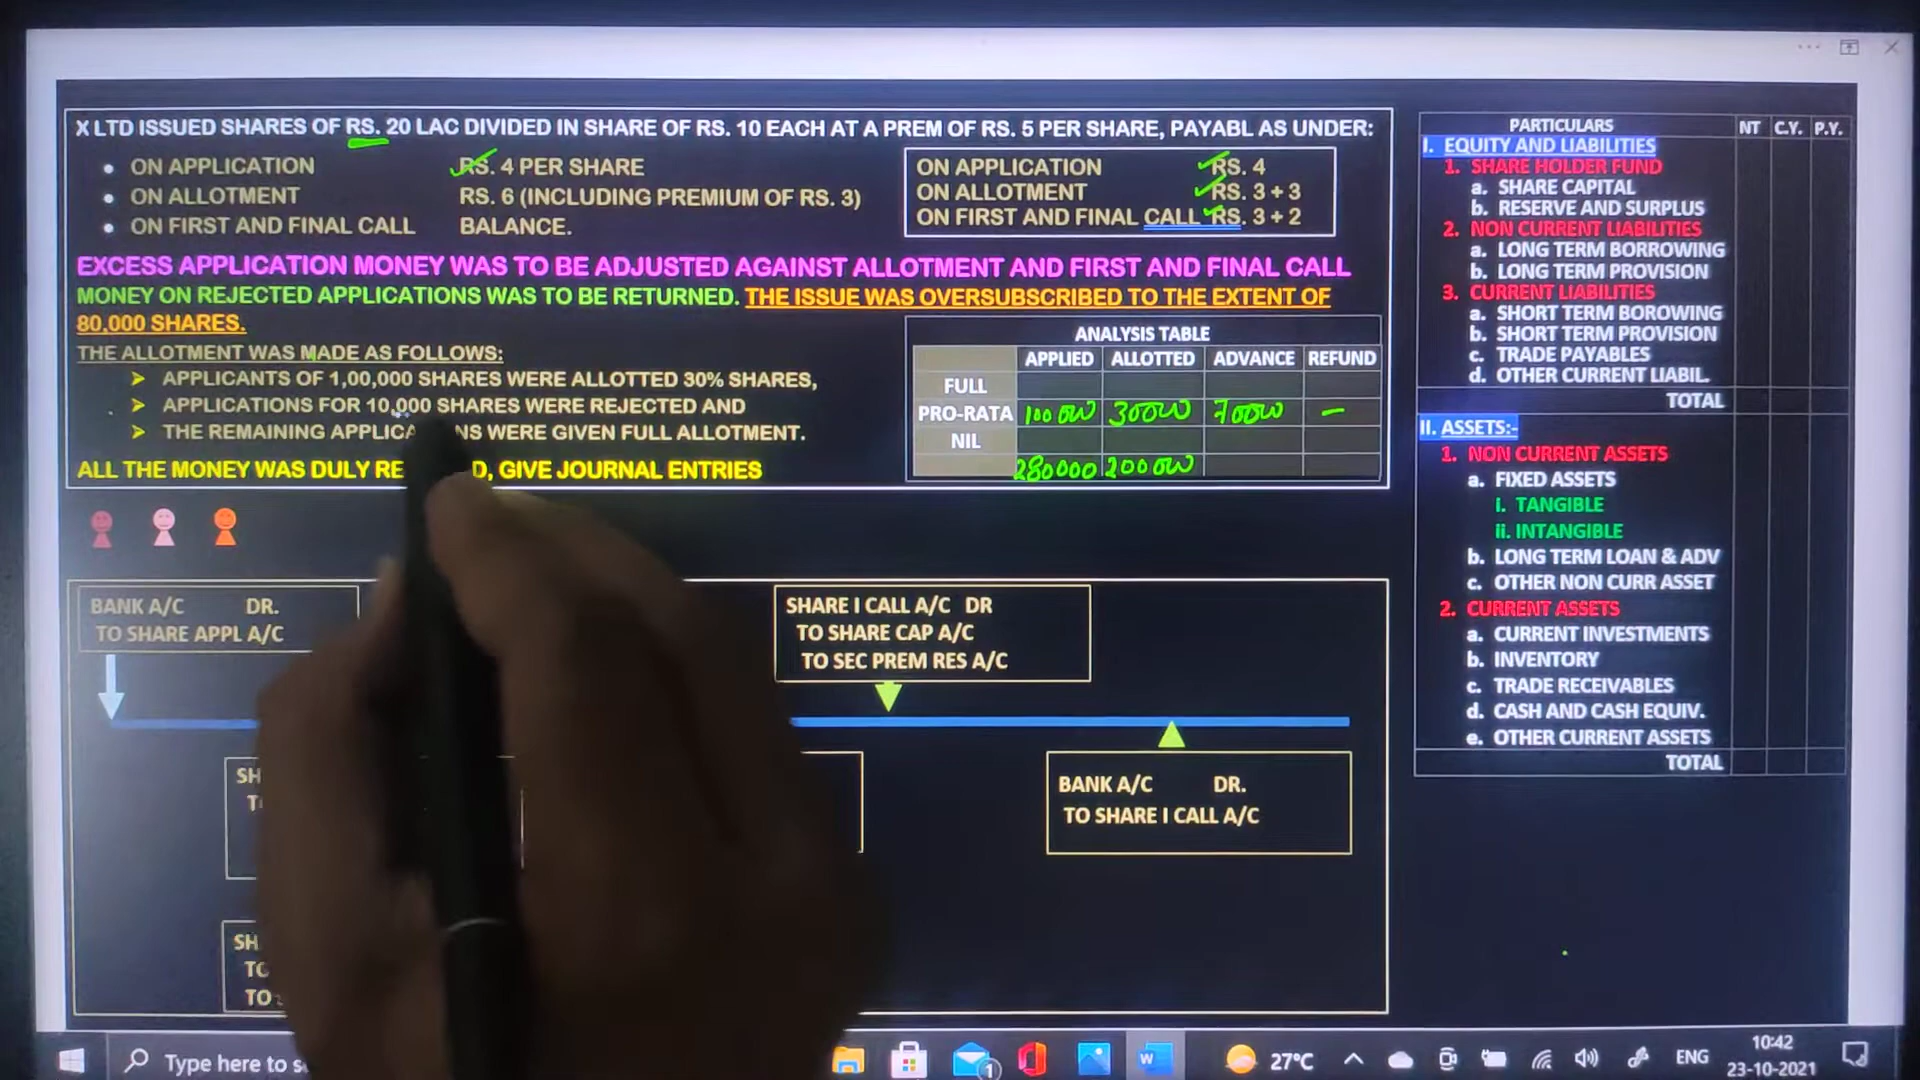 X LTD ISSUED SHARES OF RS. 20 LAC DIVIDED IN SHARE OF RS. 10 EACH AT A PREM OF RS. 5 PER SHARE, PAYABL AS UNDER:
• ON APPLICATION RS. 4 PER SHARE
• ON ALLOTMENT RS. 6 (INCLUDING PREMIUM OF RS. 3)
• ON FIRST AND FINAL CALL BALANCE.
ON APPLICATION RS. 4
ON ALLOTMENT RS. 3 + 3
ON FIRST AND FINAL CALL RS. 3 + 2
EXCESS APPLICATION MONEY WAS TO BE ADJUSTED AGAINST ALLOTMENT AND FIRST AND FINAL CALL
MONEY ON REJECTED APPLICATIONS WAS TO BE RETURNED. THE ISSUE WAS OVERSUBSCRIBED TO THE EXTENT OF
80,000 SHARES.
THE ALLOTMENT WAS MADE AS FOLLOWS:
➢ APPLICANTS OF 1,00,000 SHARES WERE ALLOTTED 30% SHARES,
➢ APPLICATIONS FOR 10,000 SHARES WERE REJECTED AND
➢ THE REMAINING NS WERE GIVEN FULL ALLOTMENT.
ALL THE MONEY WAS DULY D, GIVE JOURNAL ENTRIES
ANALYSIS TABLE
APPLIED ALLOTTED ADVANCE REFUND
FULL
PRO-RATA 100000 30000 70000 –
NIL
280000 200000
BANK A/C DR.
TO SHARE APPL A/C
SHARE I CALL A/C DR
TO SHARE CAP A/C
TO SEC PREM RES A/C
SH
BANK A/C DR.
TO SHARE I CALL A/C
SH
TO
TO
PARTICULARS NT C.Y. P.Y.
I. EQUITY AND LIABILITIES
1. SHARE HOLDER FUND
a. SHARE CAPITAL
b. RESERVE AND SURPLUS
2. NON CURRENT LIABILITIES
a. LONG TERM BORROWING
b. LONG TERM PROVISION
3. CURRENT LIABILITIES
a. SHORT TERM BOROWING
b. SHORT TERM PROVISION
c. TRADE PAYABLES
d. OTHER CURRENT LIABIL.
TOTAL
II. ASSETS:-
1. NON CURRENT ASSETS
a. FIXED ASSETS
i. TANGIBLE
ii. INTANGIBLE
b. LONG TERM LOAN & ADV
c. OTHER NON CURR ASSET
2. CURRENT ASSETS
a. CURRENT INVESTMENTS
b. INVENTORY
c. TRADE RECEIVABLES
d. CASH AND CASH EQUIV.
e. OTHER CURRENT ASSETS
TOTAL
Type here to s
1
W
27°C
ENG
10:42
23-10-2021